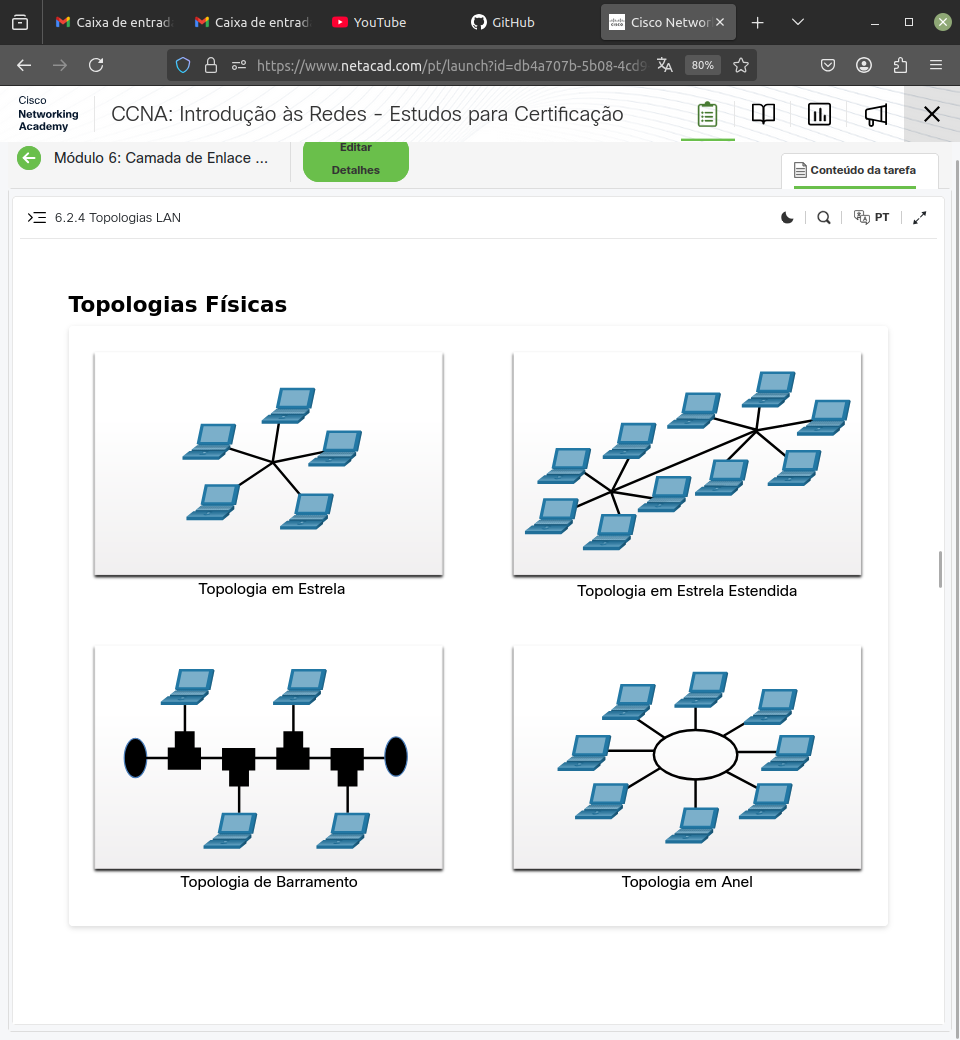 Caixa de entrad
Caixa de entrad
YouTube
GitHub
Cisco Networ
https://www.netacad.com/pt/launch?id=db4a707b-5b08-4cd9
80%
Cisco
Networking
Academy
CCNA: Introdução às Redes - Estudos para Certificação
Módulo 6: Camada de Enlace ...
Editar
Detalhes
Conteúdo da tarefa
6.2.4 Topologias LAN
PT
Topologias Físicas
Topologia em Estrela
Topologia em Estrela Estendida
Topologia de Barramento
Topologia em Anel